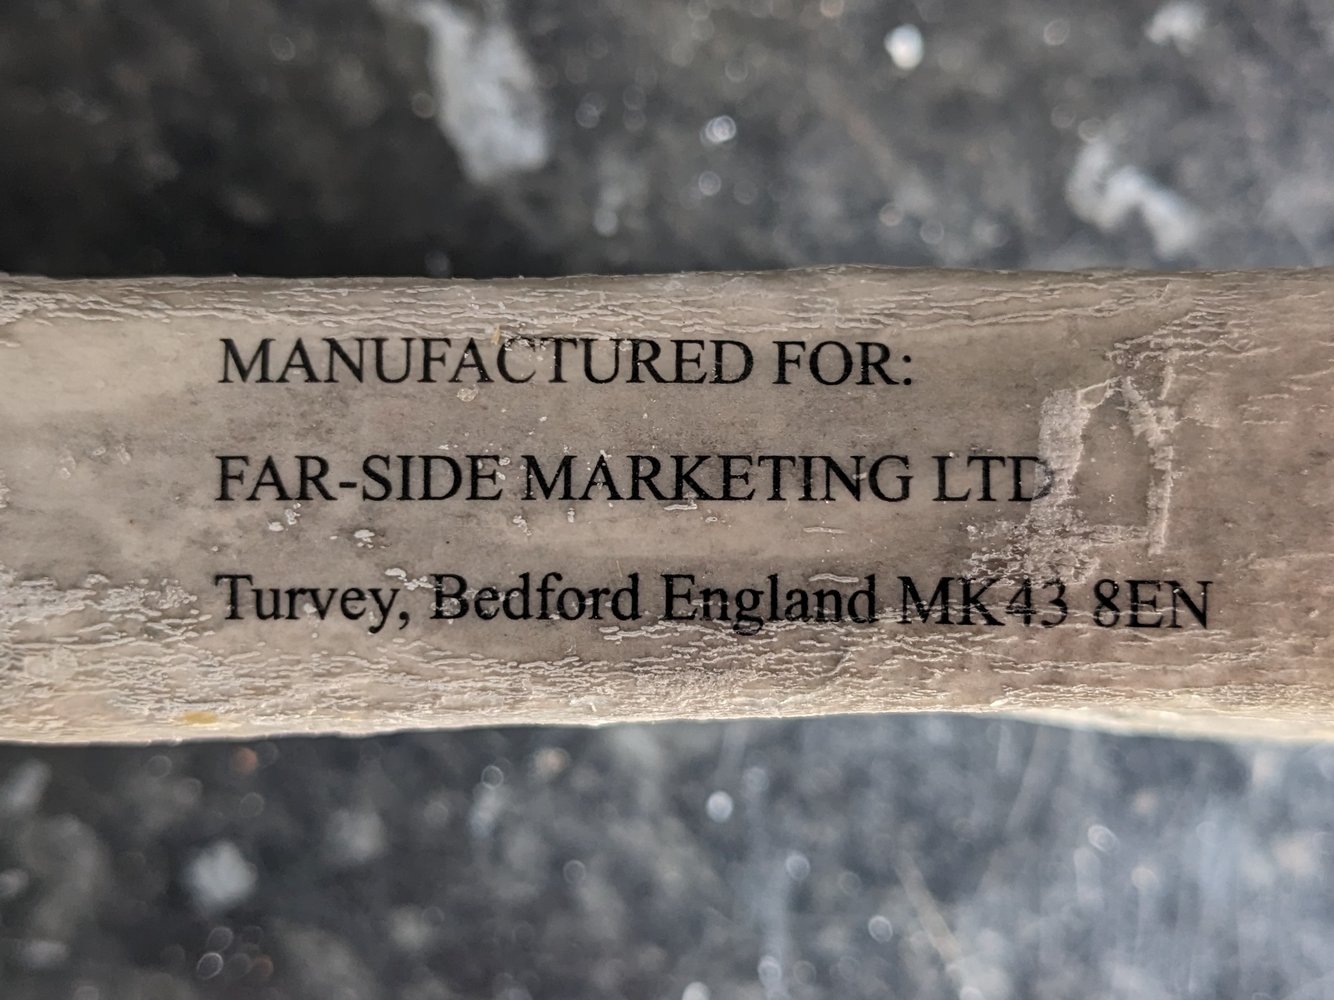 MANUFACTURED FOR:
FAR-SIDE MARKETING LTD
Turvey, Bedford England MK43 8EN